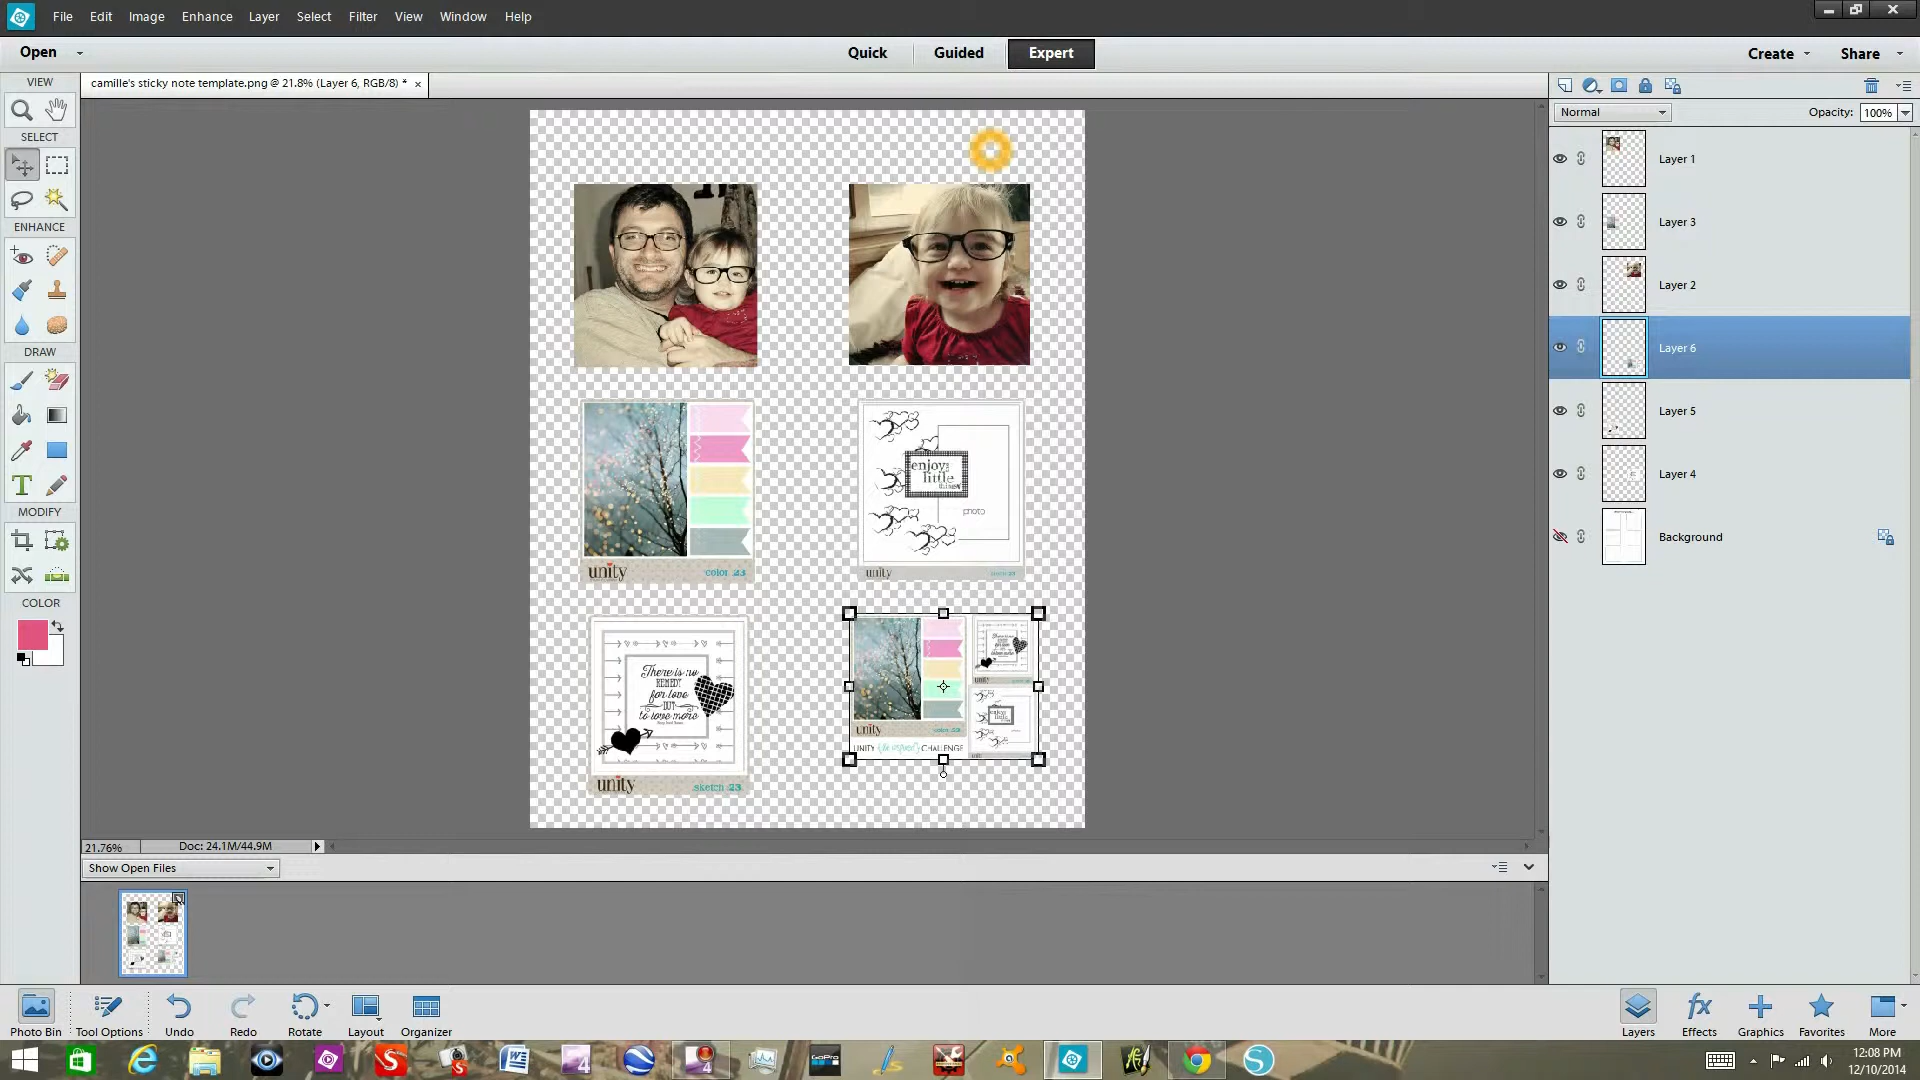 File Edit Image Enhance Layer Select Filter View Window Help
Open Quick Guided Expert Create Share
VIEW
camille's sticky note template.png @ 21.8% (Layer 6, RGB/8) * ×
Normal Opacity: 100%
SELECT
ENHANCE
DRAW
MODIFY
COLOR
Layer 1
Layer 3
Layer 2
Layer 6
Layer 5
Layer 4
Background
unity color 23
enjoy the
little
things
photo
unity
There is no
REMEDY
for love
BUT
to love more
unity sketch 23
unity color 23
UNITY {be inspired} CHALLENGE
enjoy
little
21.76% Doc: 24.1M/44.9M
Show Open Files
Photo Bin Tool Options Undo Redo Rotate Layout Organizer
Layers Effects Graphics Favorites More
12:08 PM
12/10/2014